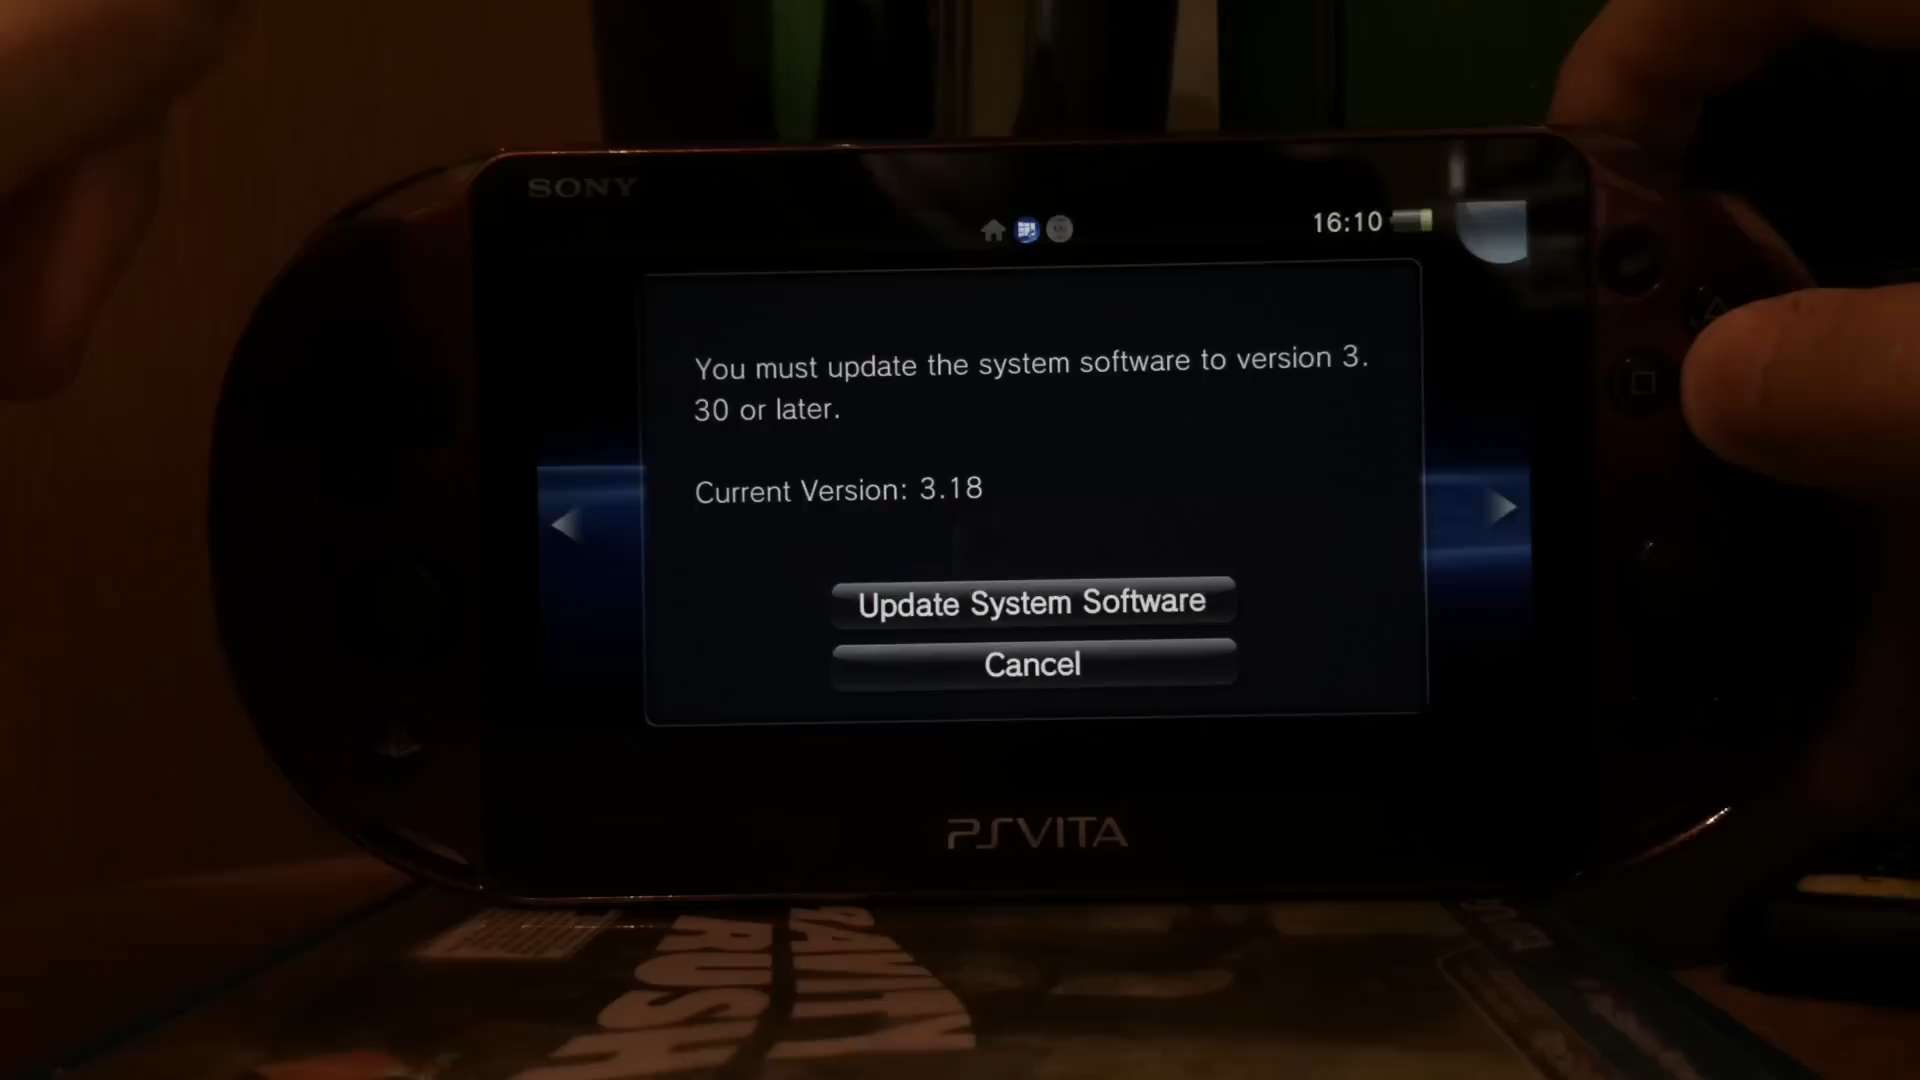 SONY
16:10
You must update the system software to version 3.
30 or later.
Current Version: 3.18
Update System Software
Cancel
PSVITA
RUSH